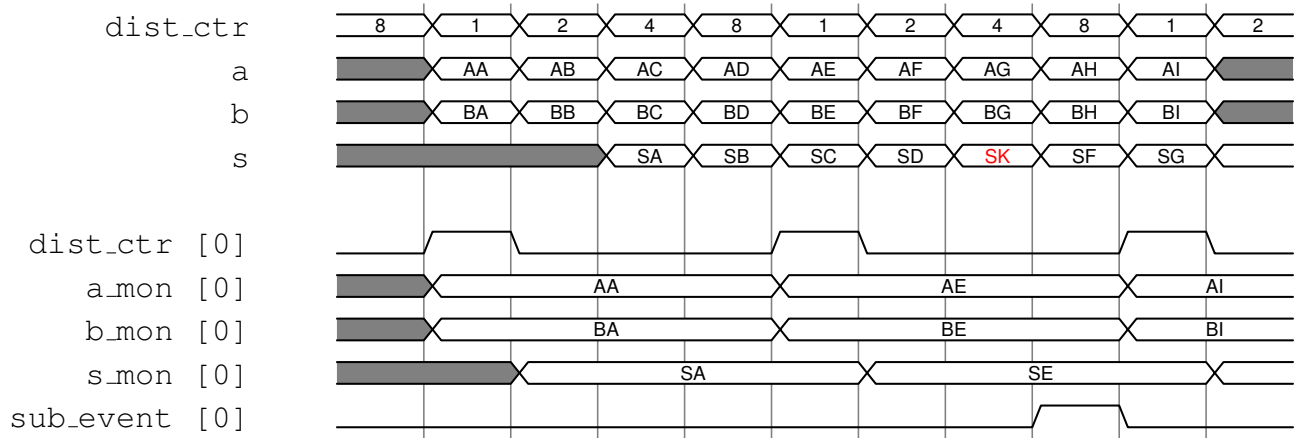 dist_ctr 8 1 2 4 8 1 2 4 8 1 2
a AA AB AC AD AE AF AG AH AI
b BA BB BC BD BE BF BG BH BI
s SA SB SC SD SK SF SG
dist_ctr [0]
a_mon [0] AA AE AI
b_mon [0] BA BE BI
s_mon [0] SA SE
sub_event [0]